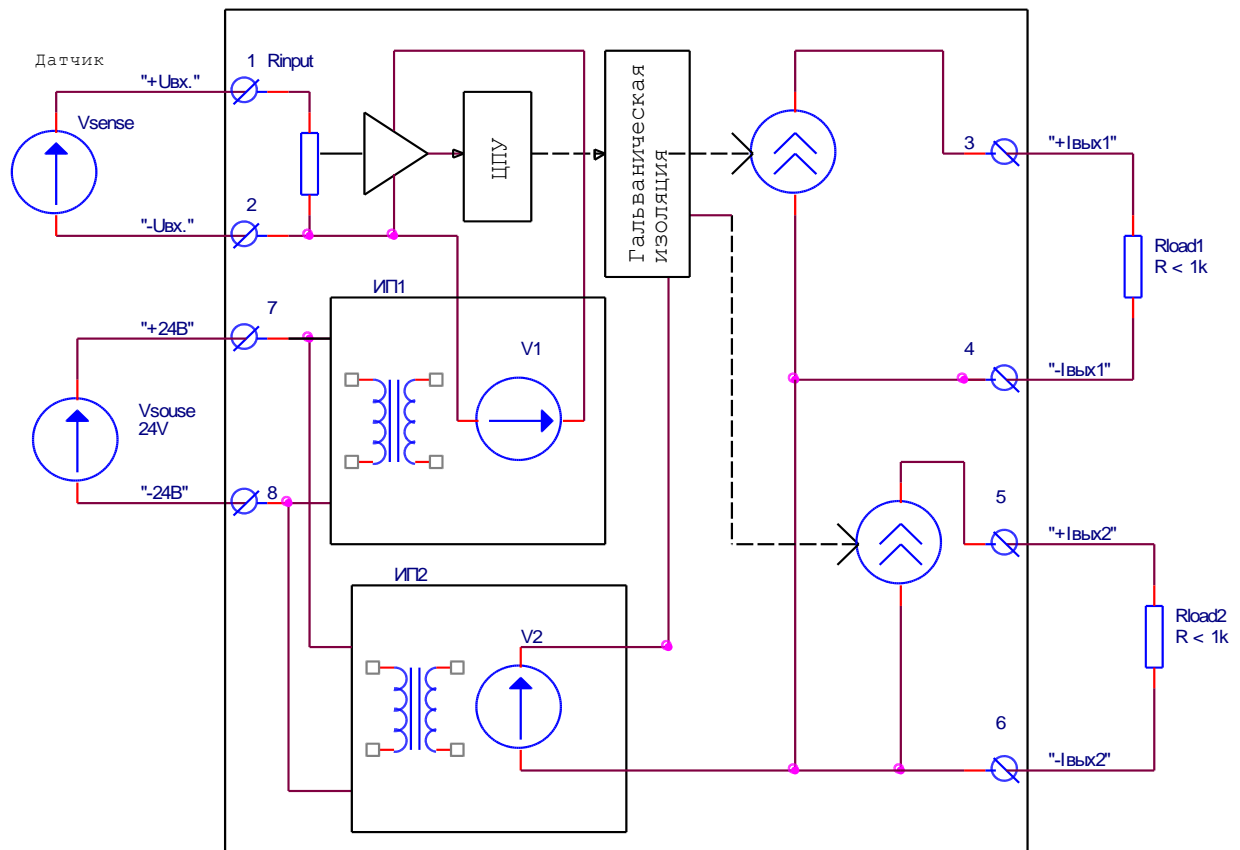 Датчик
1 Rinput
"+Uвх."
Vsense
ЦПУ
Гальваническая
изоляция
3
"+Iвых1"
2
"-Uвх."
Rload1
R < 1k
ИП1
7
"+24В"
V1
4
"-Iвых1"
Vsouse
24V
"-24В"
8
5
"+Iвых2"
ИП2
V2
Rload2
R < 1k
6
"-Iвых2"